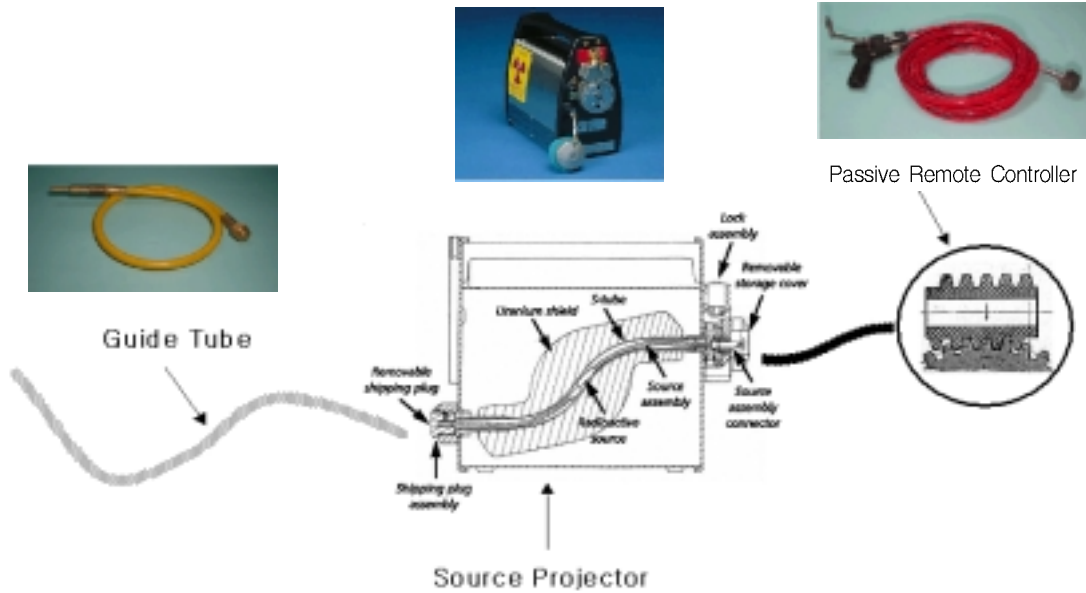 Passive Remote Controller
Lock
assembly
Removable
storage cover
Guide Tube
S-tube
Uranium shield
Removable
shipping plug
Source
assembly
Source
assembly
connector
Radioactive
source
Shipping plug
assembly
Source Projector